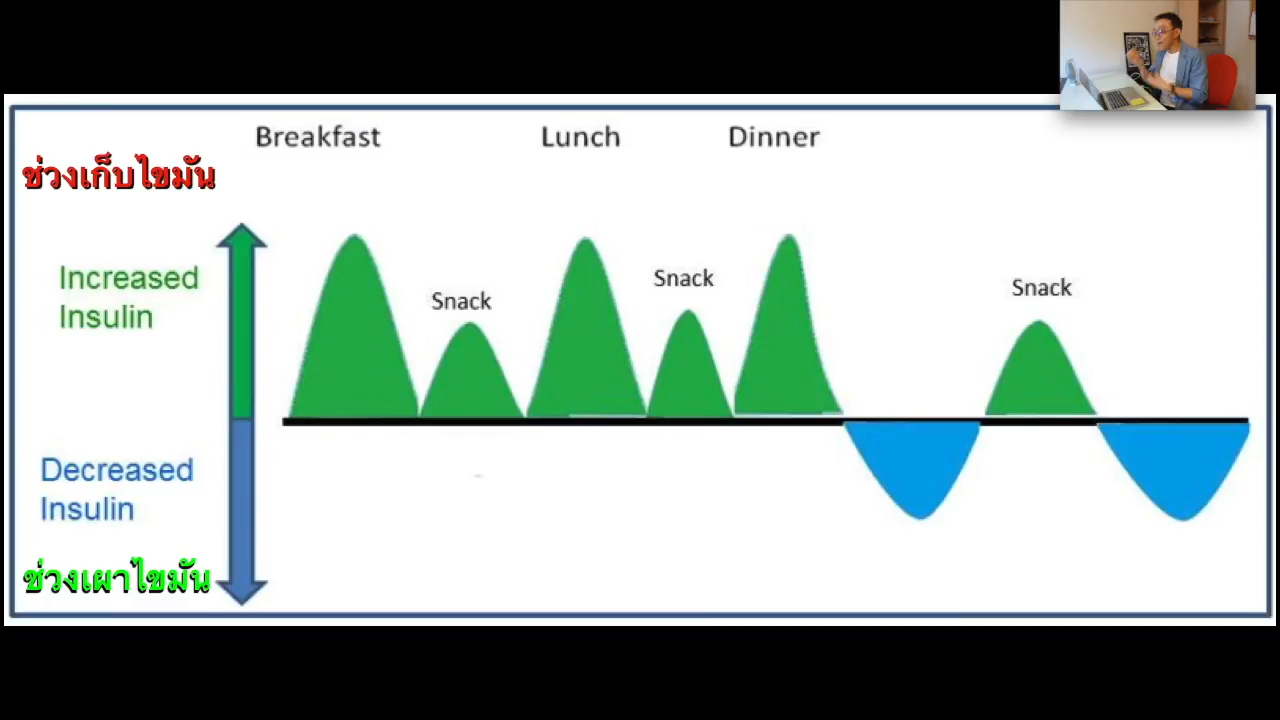 Breakfast
Lunch
Dinner
ช่วงเก็บไขมัน
Increased
Insulin
Snack
Snack
Snack
Decreased
Insulin
ช่วงเผาไขมัน